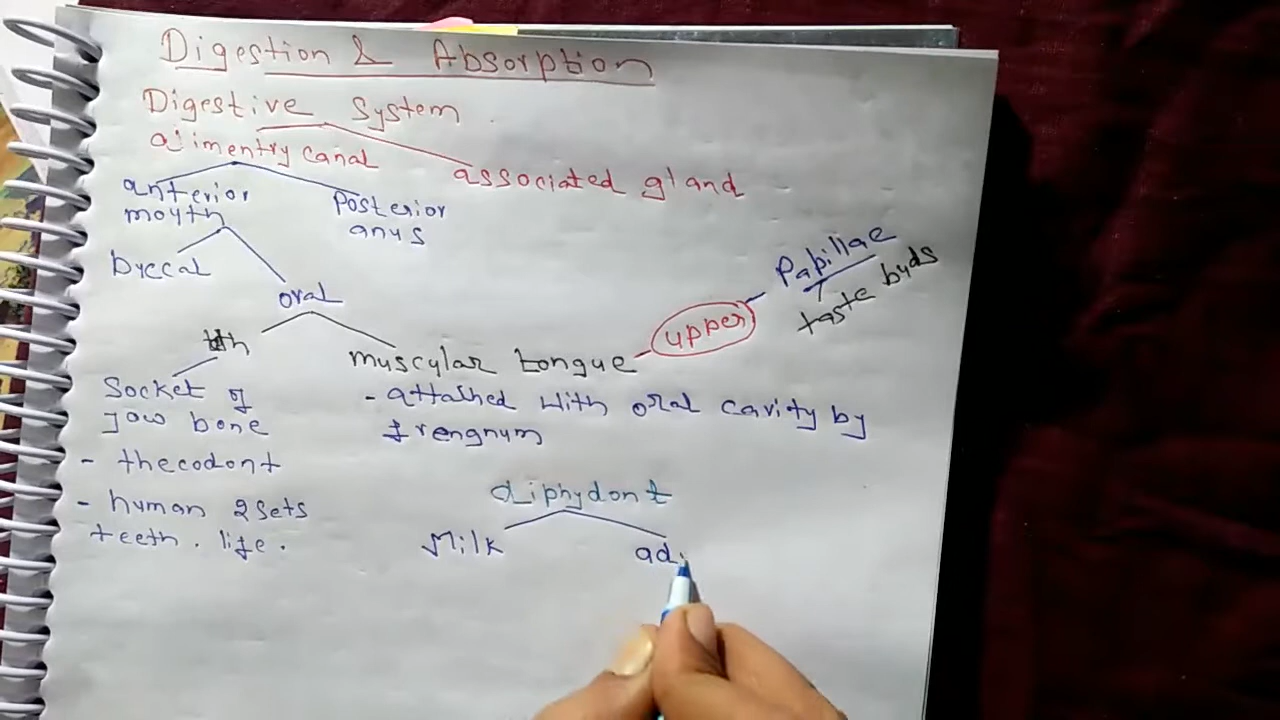 Digestion & Absorption
Digestive System
alimentry canal
associated gland
anterior
mouth
Posterior
anus
buccal
oral
Papillae
taste buds
upper
muscular tongue
- attached with oral cavity by
frengnum
Socket of
Jow bone
- thecodont
- human 2 sets
teeth . life .
diphydont
Milk
ad